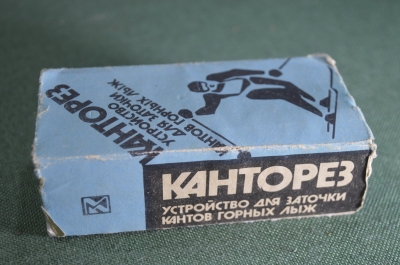 КАНТОРЕЗ
УСТРОЙСТВО
ДЛЯ ЗАТОЧКИ
КАНТОВ ГОРНЫХ ЛЫЖ
КАНТОРЕЗ
УСТРОЙСТВО ДЛЯ ЗАТОЧКИ
КАНТОВ ГОРНЫХ ЛЫЖ